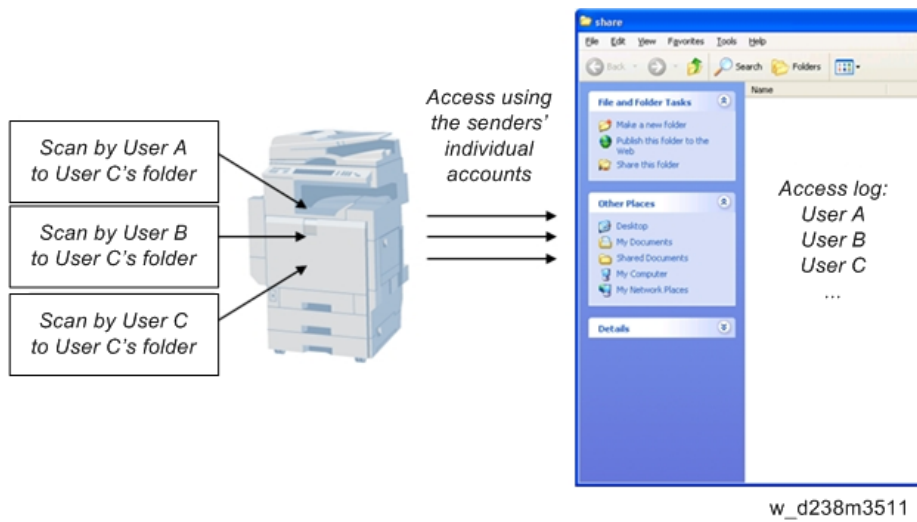 Scan by User A
to User C's folder
Scan by User B
to User C's folder
Scan by User C
to User C's folder
Access using
the senders'
individual
accounts
share
File Edit View Favorites Tools Help
Back Search Folders
Name
File and Folder Tasks
Make a new folder
Publish this folder to the
Web
Share this folder
Other Places
Desktop
My Documents
Shared Documents
My Computer
My Network Places
Details
Access log:
User A
User B
User C
...
w_d238m3511